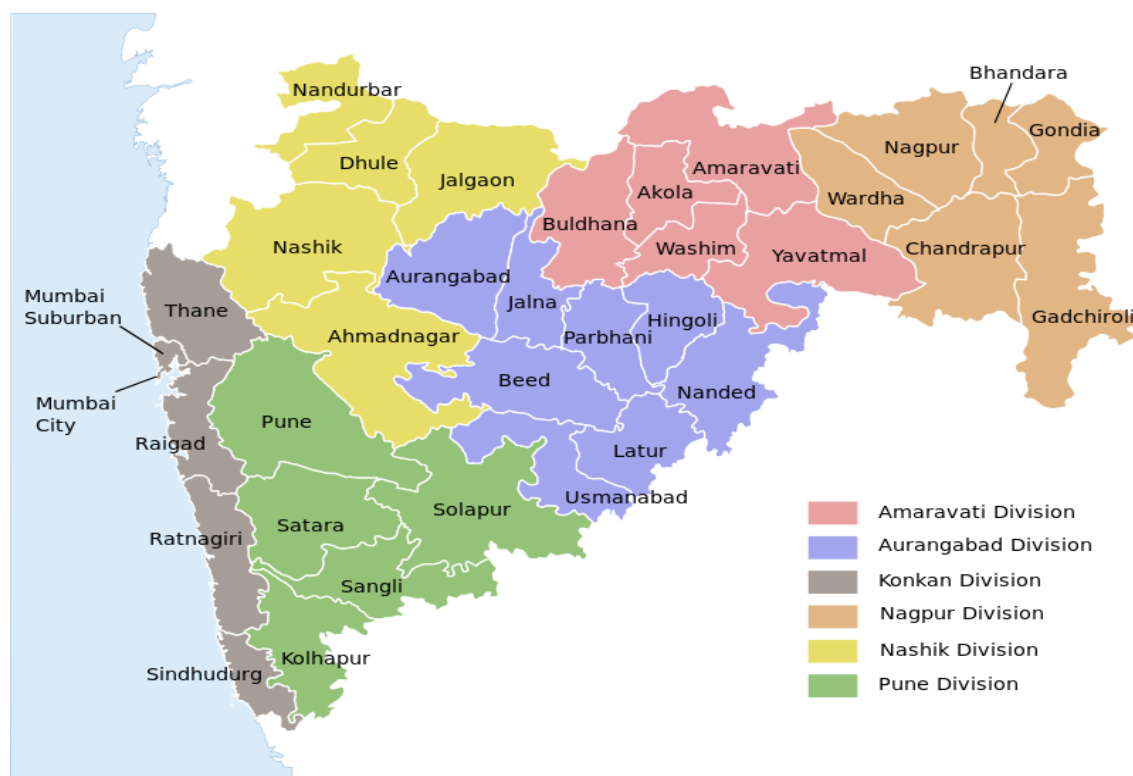 Bhandara
Nandurbar
Gondia
Nagpur
Dhule
Amaravati
Jalgaon
Akola
Wardha
Buldhana
Nashik
Washim
Chandrapur
Yavatmal
Aurangabad
Mumbai
Suburban
Thane
Jalna
Hingoli
Gadchiroli
Ahmadnagar
Parbhani
Beed
Nanded
Mumbai
City
Pune
Raigad
Latur
Usmanabad
Solapur
Satara
Ratnagiri
Sangli
Kolhapur
Sindhudurg
Amaravati Division
Aurangabad Division
Konkan Division
Nagpur Division
Nashik Division
Pune Division